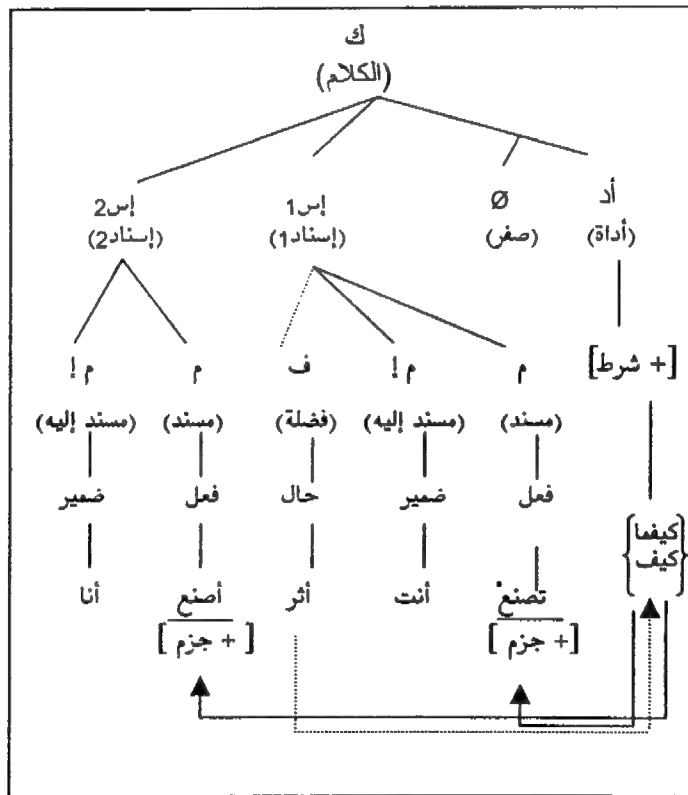 ك
(الكلام)
أد Ø إس1 إس2
(أداة) (صفر) (إسناد1) (إسناد2)
[+ شرط] م م إ ف م م إ
(مسند) (مسند إليه) (فضلة) (مسند) (مسند إليه)
فعل ضمير حال فعل ضمير
كيفما
كيف
تصنعْ أنت أثر أصنع أنا
[+ جزم] [+ جزم]